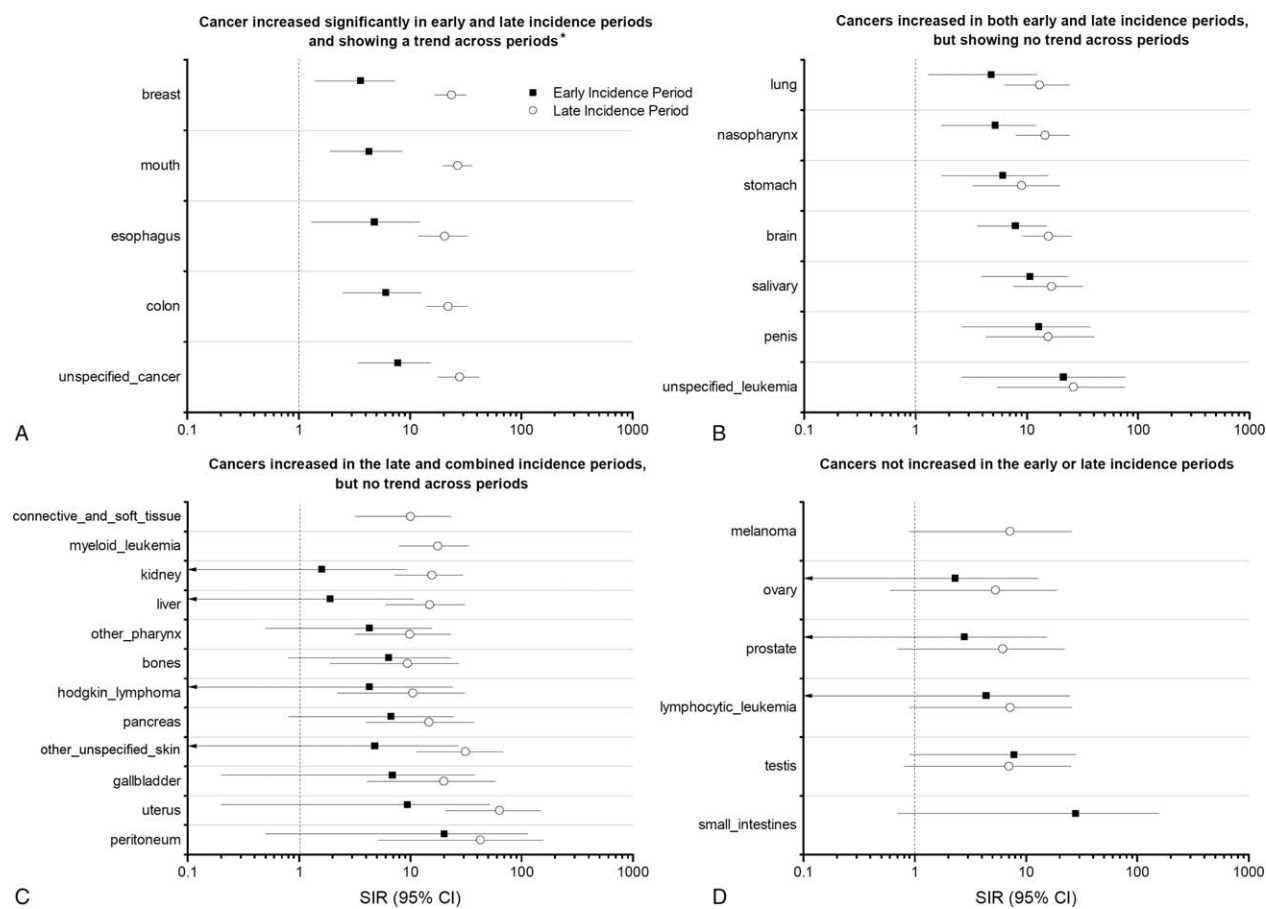 Cancer increased significantly in early and late incidence periods
and showing a trend across periods*
breast
mouth
esophagus
colon
unspecified_cancer
Early Incidence Period
Late Incidence Period
A
0.1 1 10 100 1000
Cancers increased in both early and late incidence periods,
but showing no trend across periods
lung
nasopharynx
stomach
brain
salivary
penis
unspecified_leukemia
B
0.1 1 10 100 1000
Cancers increased in the late and combined incidence periods,
but no trend across periods
connective_and_soft_tissue
myeloid_leukemia
kidney
liver
other_pharynx
bones
hodgkin_lymphoma
pancreas
other_unspecified_skin
gallbladder
uterus
peritoneum
0.1 1 10 100 1000
C
SIR (95% CI)
Cancers not increased in the early or late incidence periods
melanoma
ovary
prostate
lymphocytic_leukemia
testis
small_intestines
0.1 1 10 100 1000
D
SIR (95% CI)